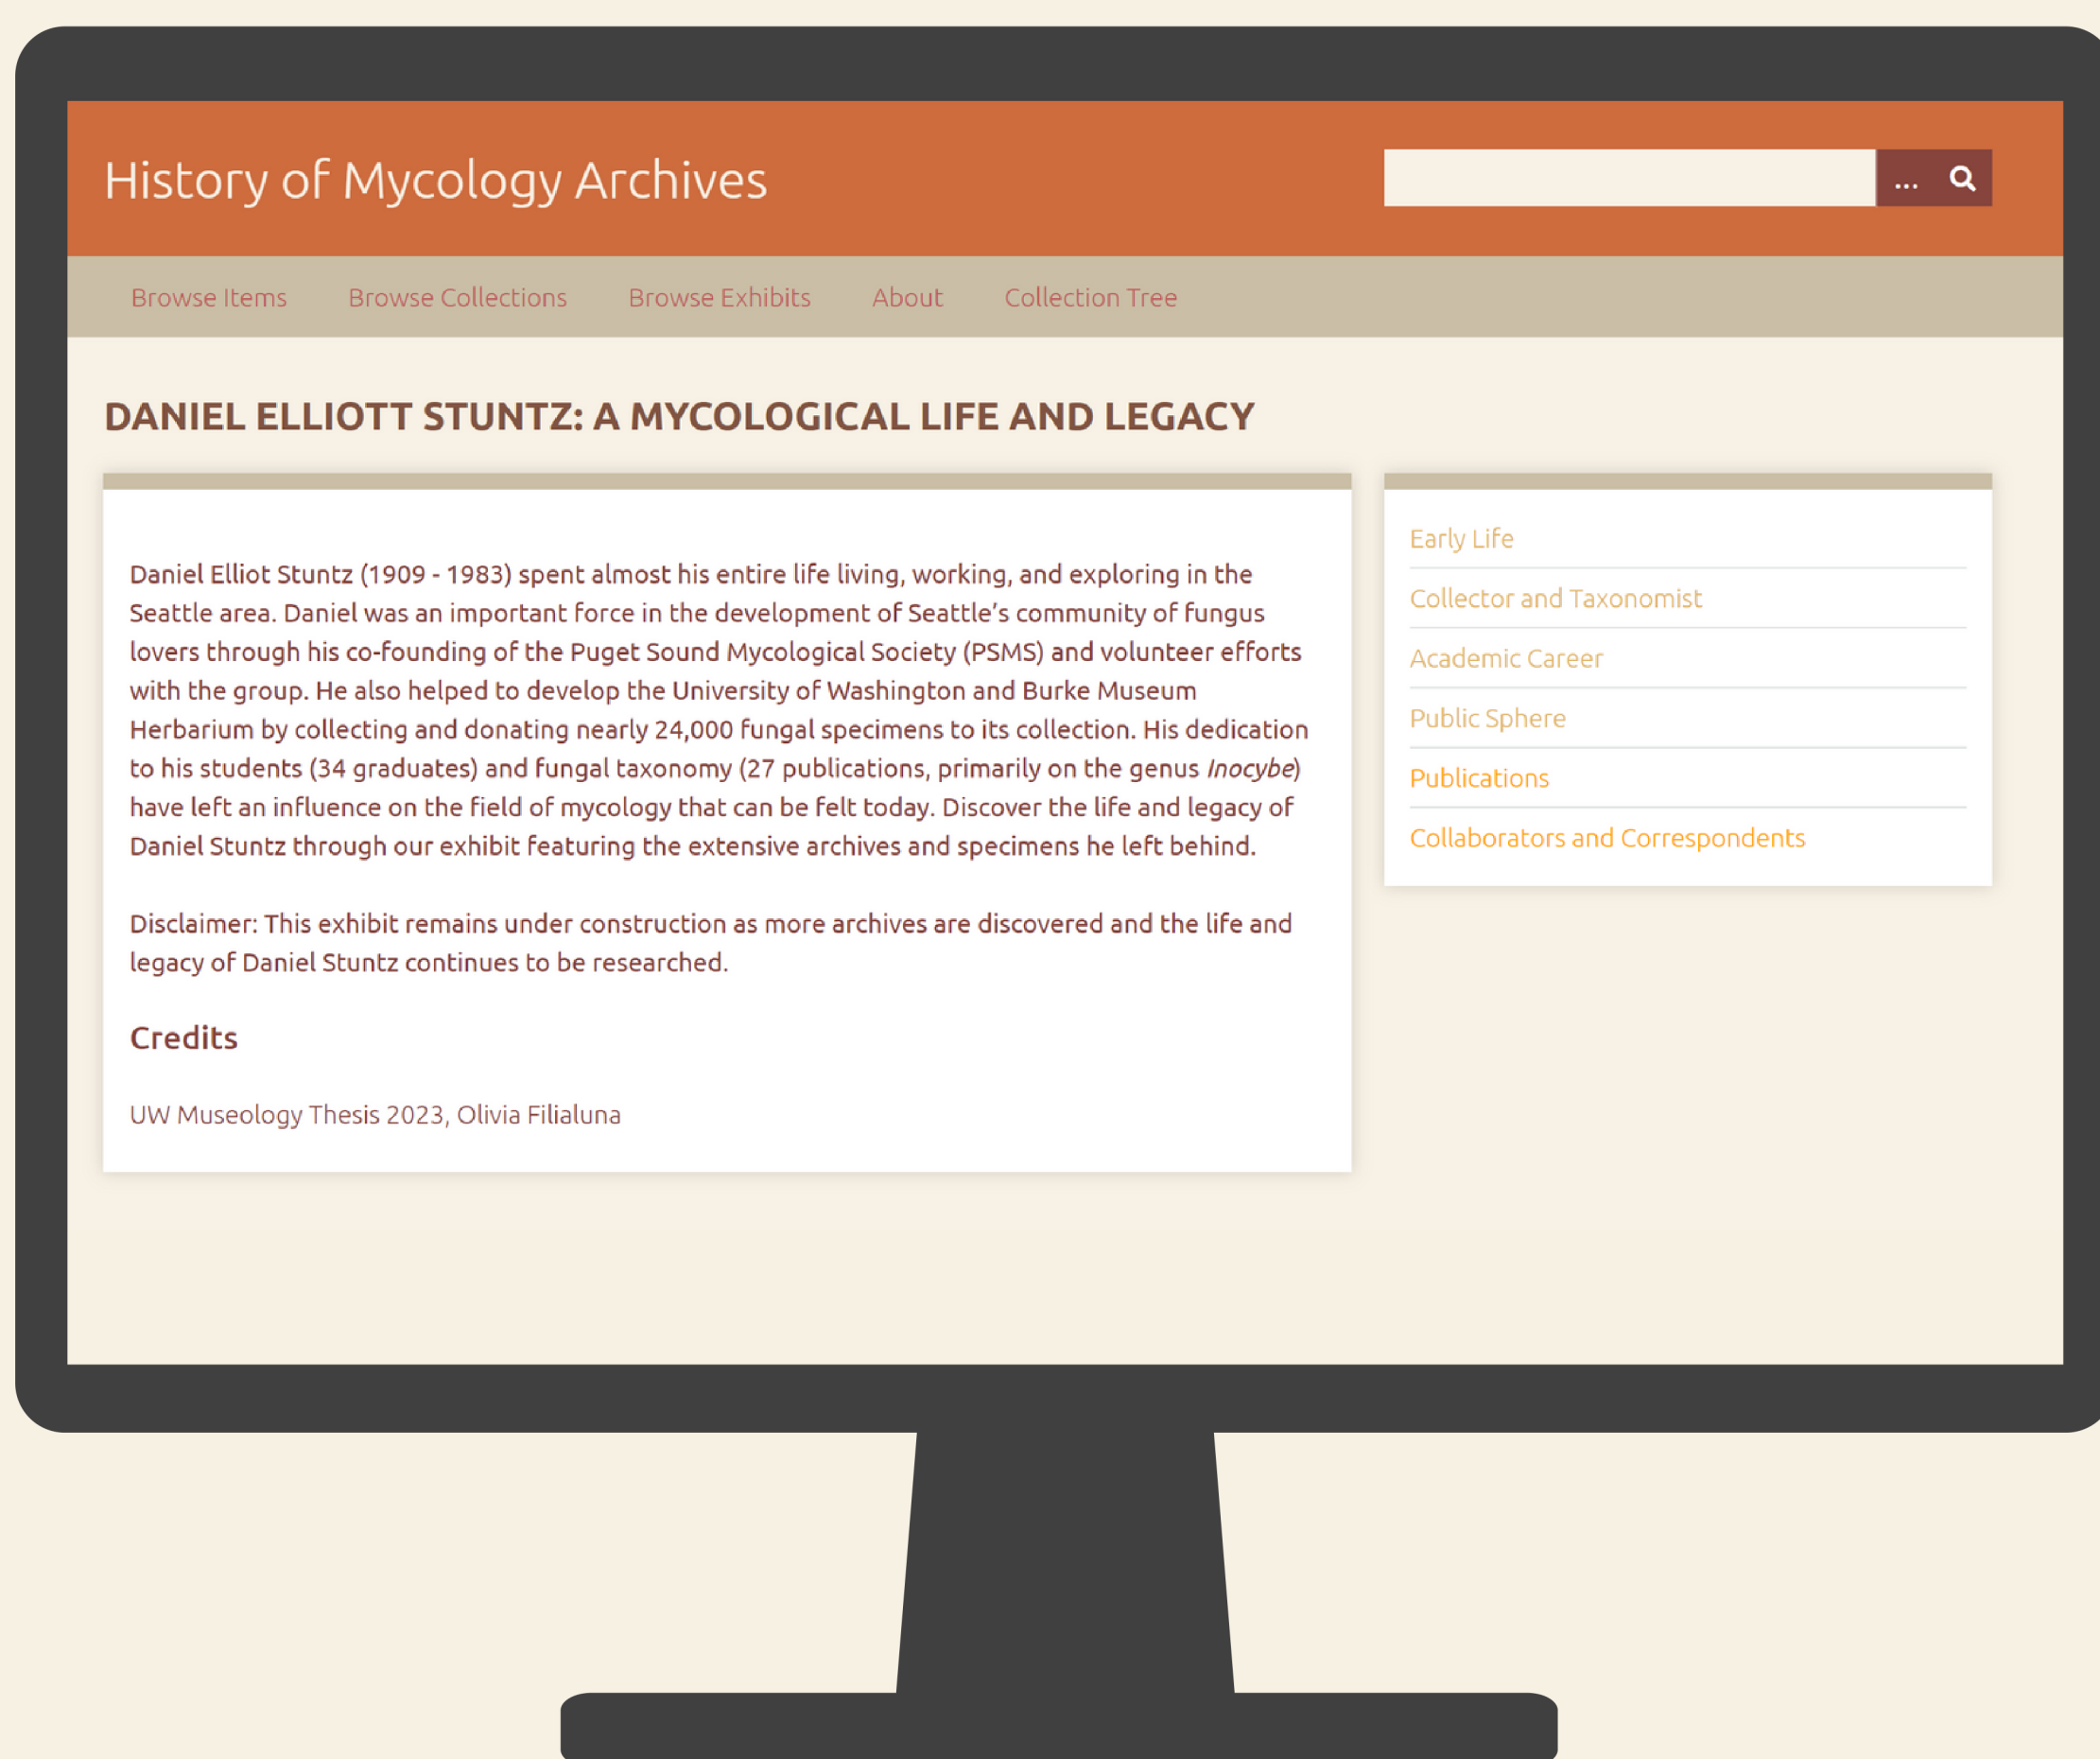 History of Mycology Archives
...
Browse Items Browse Collections Browse Exhibits About Collection Tree
DANIEL ELLIOTT STUNTZ: A MYCOLOGICAL LIFE AND LEGACY
Daniel Elliot Stuntz (1909 - 1983) spent almost his entire life living, working, and exploring in the
Seattle area. Daniel was an important force in the development of Seattle’s community of fungus
lovers through his co-founding of the Puget Sound Mycological Society (PSMS) and volunteer efforts
with the group. He also helped to develop the University of Washington and Burke Museum
Herbarium by collecting and donating nearly 24,000 fungal specimens to its collection. His dedication
to his students (34 graduates) and fungal taxonomy (27 publications, primarily on the genus Inocybe)
have left an influence on the field of mycology that can be felt today. Discover the life and legacy of
Daniel Stuntz through our exhibit featuring the extensive archives and specimens he left behind.
Disclaimer: This exhibit remains under construction as more archives are discovered and the life and
legacy of Daniel Stuntz continues to be researched.
Credits
UW Museology Thesis 2023, Olivia Filialuna
Early Life
Collector and Taxonomist
Academic Career
Public Sphere
Publications
Collaborators and Correspondents